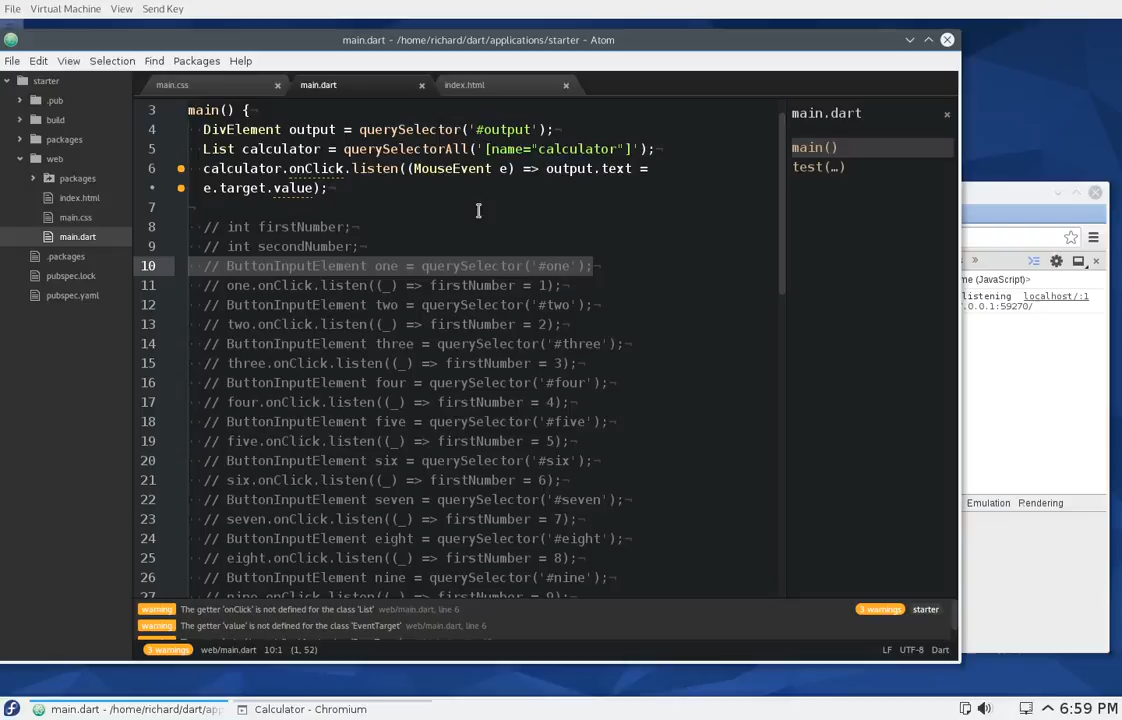 File Virtual Machine View Send Key
main.dart - /home/richard/dart/applications/starter - Atom
File Edit View Selection Find Packages Help
starter
.pub
build
packages
web
packages
index.html
main.css
main.dart
.packages
pubspec.lock
pubspec.yaml
main.css × main.dart × index.html ×
3 main() {
4 DivElement output = querySelector('#output');¬
5 List calculator = querySelectorAll('[name="calculator"]');¬
6 calculator.onClick.listen((MouseEvent e) => output.text =
• e.target.value);¬
7 ¬
8 // int firstNumber;¬
9 // int secondNumber;¬
10 // ButtonInputElement one = querySelector('#one');¬
11 // one.onClick.listen((_) => firstNumber = 1);¬
12 // ButtonInputElement two = querySelector('#two');¬
13 // two.onClick.listen((_) => firstNumber = 2);¬
14 // ButtonInputElement three = querySelector('#three');¬
15 // three.onClick.listen((_) => firstNumber = 3);¬
16 // ButtonInputElement four = querySelector('#four');¬
17 // four.onClick.listen((_) => firstNumber = 4);¬
18 // ButtonInputElement five = querySelector('#five');¬
19 // five.onClick.listen((_) => firstNumber = 5);¬
20 // ButtonInputElement six = querySelector('#six');¬
21 // six.onClick.listen((_) => firstNumber = 6);¬
22 // ButtonInputElement seven = querySelector('#seven');¬
23 // seven.onClick.listen((_) => firstNumber = 7);¬
24 // ButtonInputElement eight = querySelector('#eight');¬
25 // eight.onClick.listen((_) => firstNumber = 8);¬
26 // ButtonInputElement nine = querySelector('#nine');¬
27 // nine.onClick.listen((_) => firstNumber = 9);¬
main.dart ×
main()
test(…)
warning The getter 'onClick' is not defined for the class 'List' web/main.dart, line 6
3 warnings starter
warning The getter 'value' is not defined for the class 'EventTarget' web/main.dart, line 6
3 warnings web/main.dart 10:1 (1, 52)
LF UTF-8 Dart
me (JavaScript)>
listening localhost/:1
.0.0.1:59270/
Emulation Rendering
main.dart - /home/richard/dart/app
Calculator - Chromium
6:59 PM